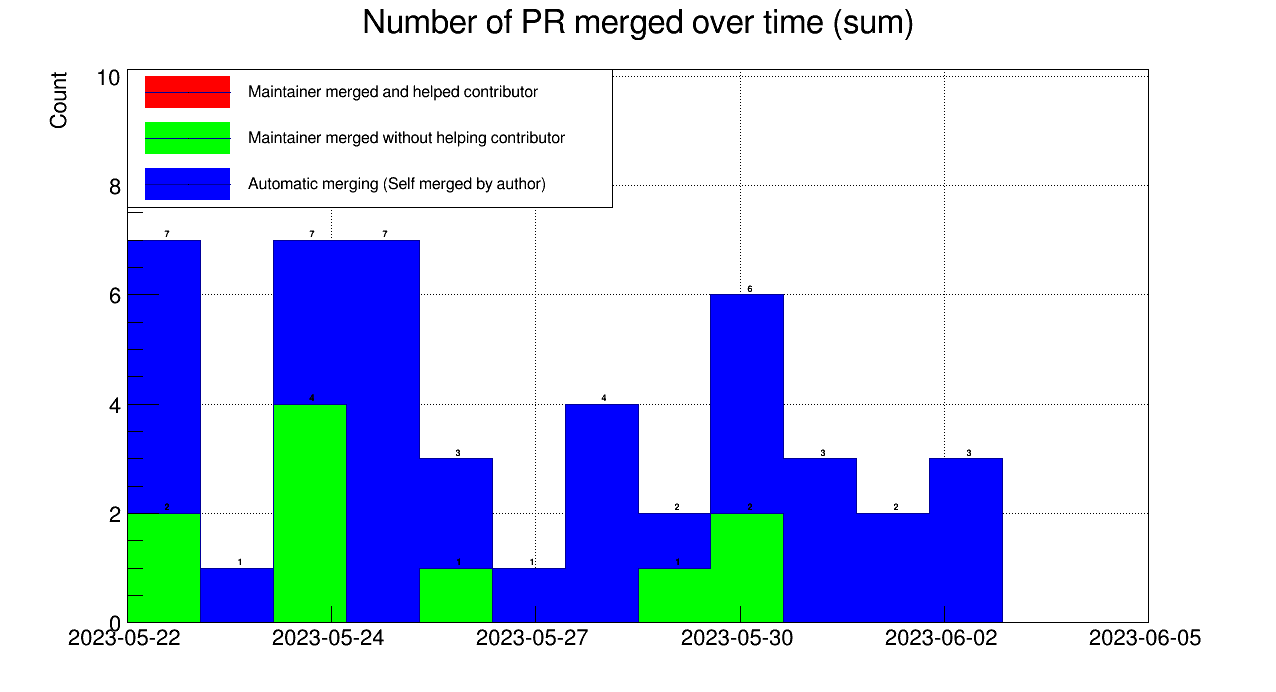 Number of PR merged over time (sum)
Count
10
8
6
4
2
0
Maintainer merged and helped contributor
Maintainer merged without helping contributor
Automatic merging (Self merged by author)
7 7 7
6
4 4
3 3 3
2 2 2 2
1 1 1 1
2023-05-22 2023-05-24 2023-05-27 2023-05-30 2023-06-02 2023-06-05